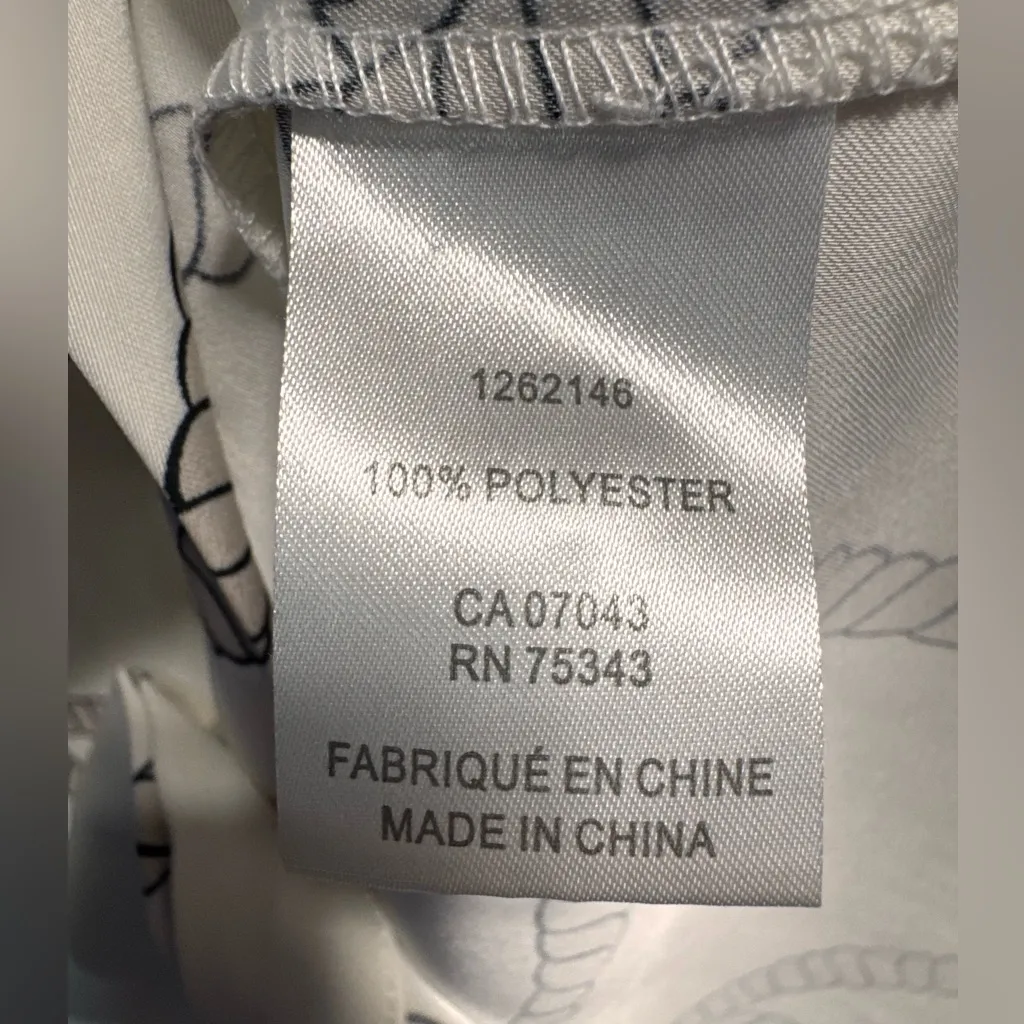 1262146
100% POLYESTER
CA 07043
RN 75343
FABRIQUÉ EN CHINE
MADE IN CHINA